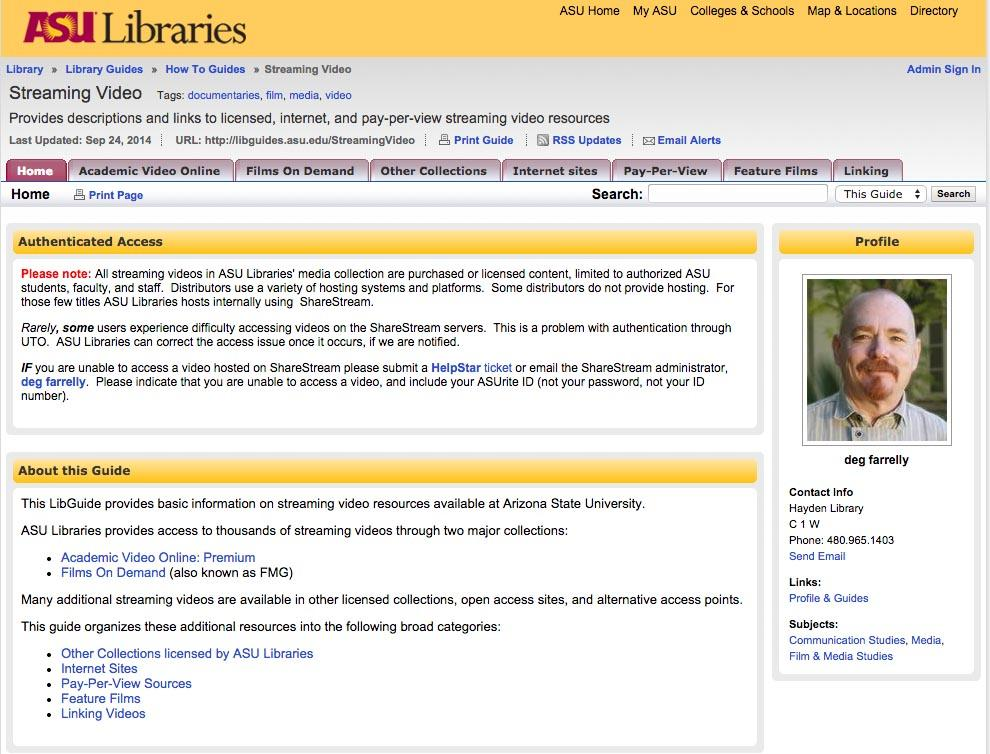 ASU Libraries
ASU Home My ASU Colleges & Schools Map & Locations Directory
Library » Library Guides » How To Guides » Streaming Video
Admin Sign In
Streaming Video Tags: documentaries, film, media, video
Provides descriptions and links to licensed, internet, and pay-per-view streaming video resources
Last Updated: Sep 24, 2014 URL: http://libguides.asu.edu/StreamingVideo Print Guide RSS Updates Email Alerts
Home Academic Video Online Films On Demand Other Collections Internet sites Pay-Per-View Feature Films Linking
Home Print Page Search: This Guide Search
Authenticated Access
Please note: All streaming videos in ASU Libraries' media collection are purchased or licensed content, limited to authorized ASU
students, faculty, and staff. Distributors use a variety of hosting systems and platforms. Some distributors do not provide hosting. For
those few titles ASU Libraries hosts internally using ShareStream.
Rarely, some users experience difficulty accessing videos on the ShareStream servers. This is a problem with authentication through
UTO. ASU Libraries can correct the access issue once it occurs, if we are notified.
IF you are unable to access a video hosted on ShareStream please submit a HelpStar ticket or email the ShareStream administrator,
deg farrelly. Please indicate that you are unable to access a video, and include your ASUrite ID (not your password, not your ID
number).
About this Guide
This LibGuide provides basic information on streaming video resources available at Arizona State University.
ASU Libraries provides access to thousands of streaming videos through two major collections:
• Academic Video Online: Premium
• Films On Demand (also known as FMG)
Many additional streaming videos are available in other licensed collections, open access sites, and alternative access points.
This guide organizes these additional resources into the following broad categories:
• Other Collections licensed by ASU Libraries
• Internet Sites
• Pay-Per-View Sources
• Feature Films
• Linking Videos
Profile
deg farrelly
Contact Info
Hayden Library
C 1 W
Phone: 480.965.1403
Send Email
Links:
Profile & Guides
Subjects:
Communication Studies, Media,
Film & Media Studies